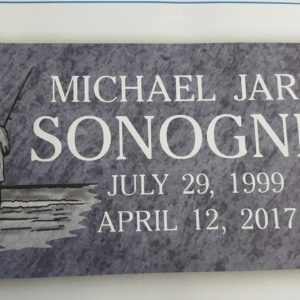 MICHAEL JAR
SONOGN
JULY 29, 1999
APRIL 12, 2017